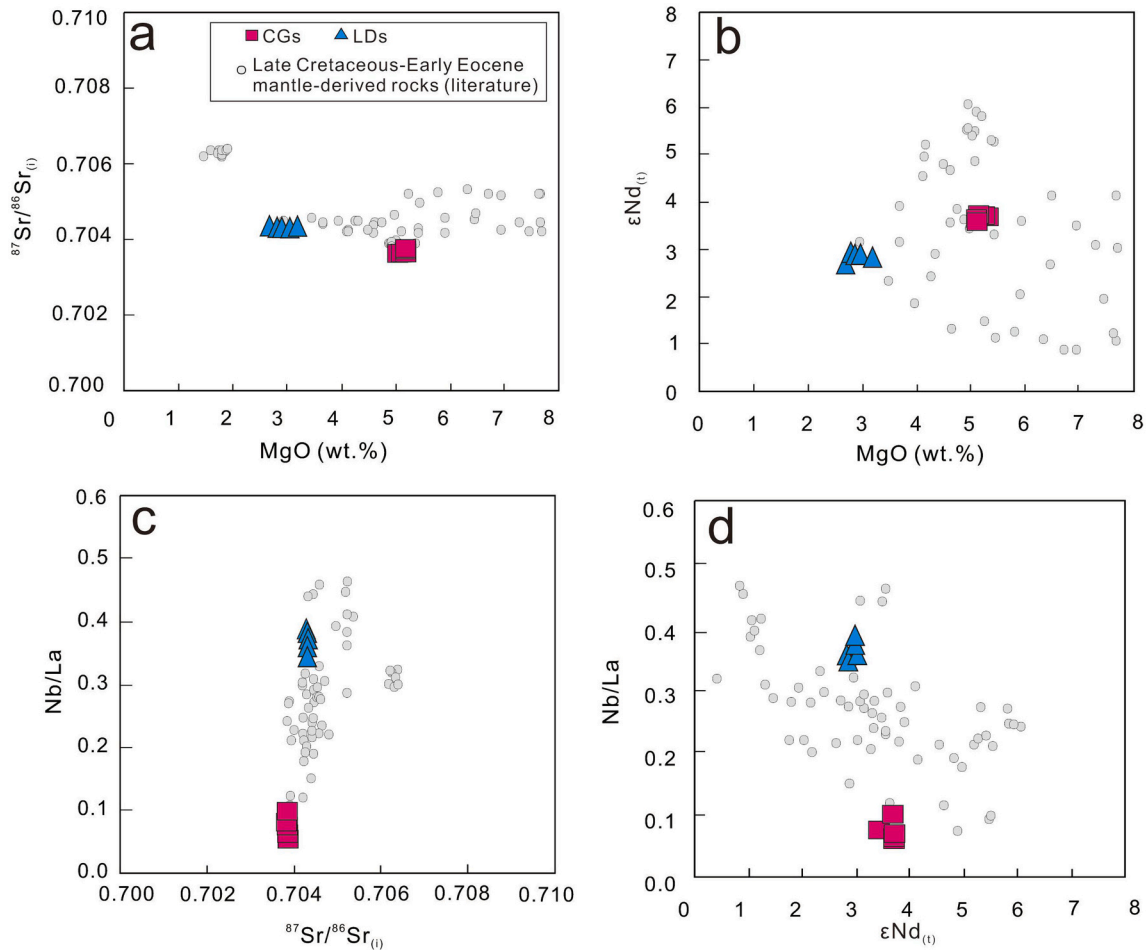 a
CGs LDs
Late Cretaceous-Early Eocene
mantle-derived rocks (literature)
0.710
0.708
0.706
0.704
0.702
0.700
⁸⁷Sr/⁸⁶Sr(i)
0 1 2 3 4 5 6 7 8
MgO (wt.%)
b
8
7
6
5
4
3
2
1
0
εNd(t)
0 1 2 3 4 5 6 7 8
MgO (wt.%)
c
0.6
0.5
0.4
0.3
0.2
0.1
0.0
Nb/La
0.700 0.702 0.704 0.706 0.708 0.710
⁸⁷Sr/⁸⁶Sr(i)
d
0.6
0.5
0.4
0.3
0.2
0.1
0.0
Nb/La
0 1 2 3 4 5 6 7 8
εNd(t)